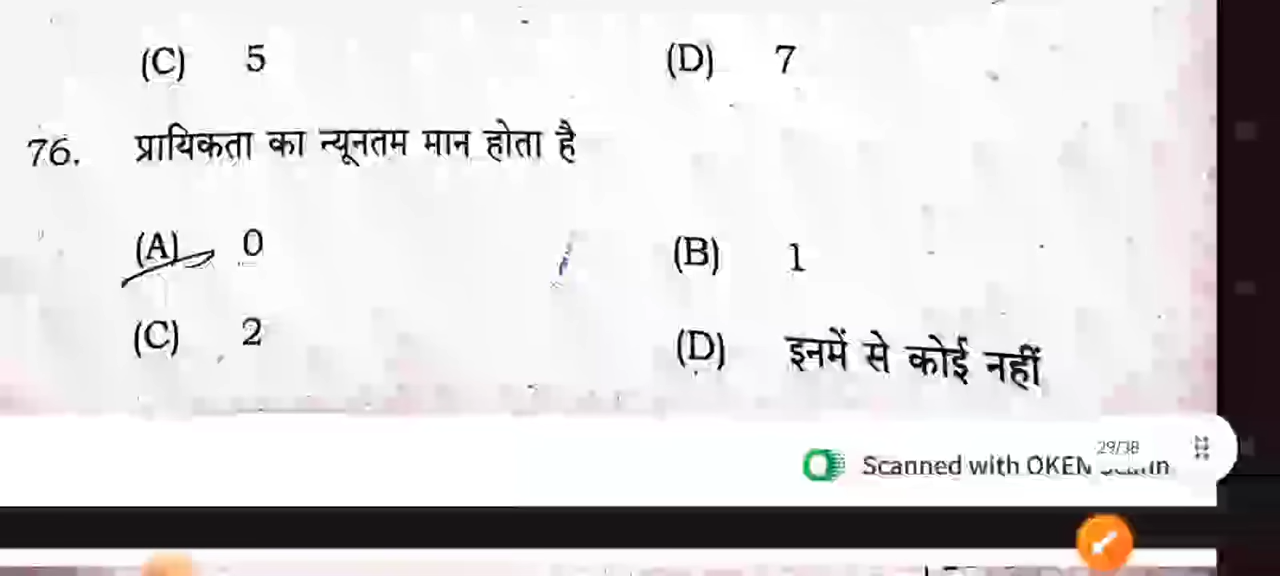 (C) 5 (D) 7
76. प्रायिकता का न्यूनतम मान होता है
(A) 0 (B) 1
(C) 2 (D) इनमें से कोई नहीं
29/38
Scanned with OKEN